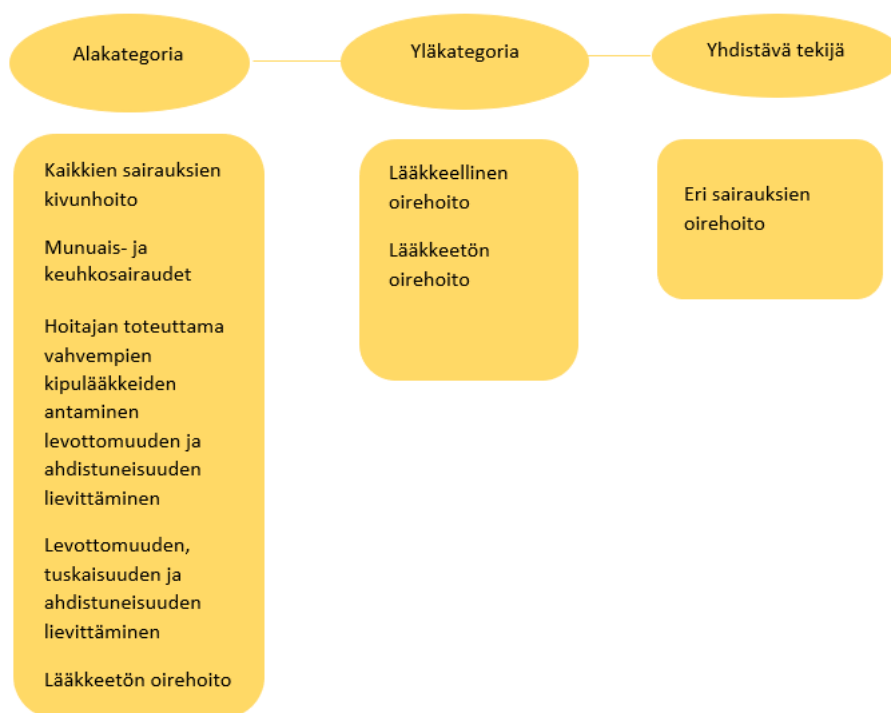 Alakategoria
Yläkategoria
Yhdistävä tekijä
Kaikkien sairauksien
kivunhoito
Munuais- ja
keuhkosairaudet
Hoitajan toteuttama
vahvempien
kipulääkkeiden
antaminen
levottomuuden ja
ahdistuneisuuden
lievittäminen
Levottomuuden,
tuskaisuuden ja
ahdistuneisuuden
lievittäminen
Lääkkeetön oirehoito
Lääkkeellinen
oirehoito
Lääkkeetön
oirehoito
Eri sairauksien
oirehoito